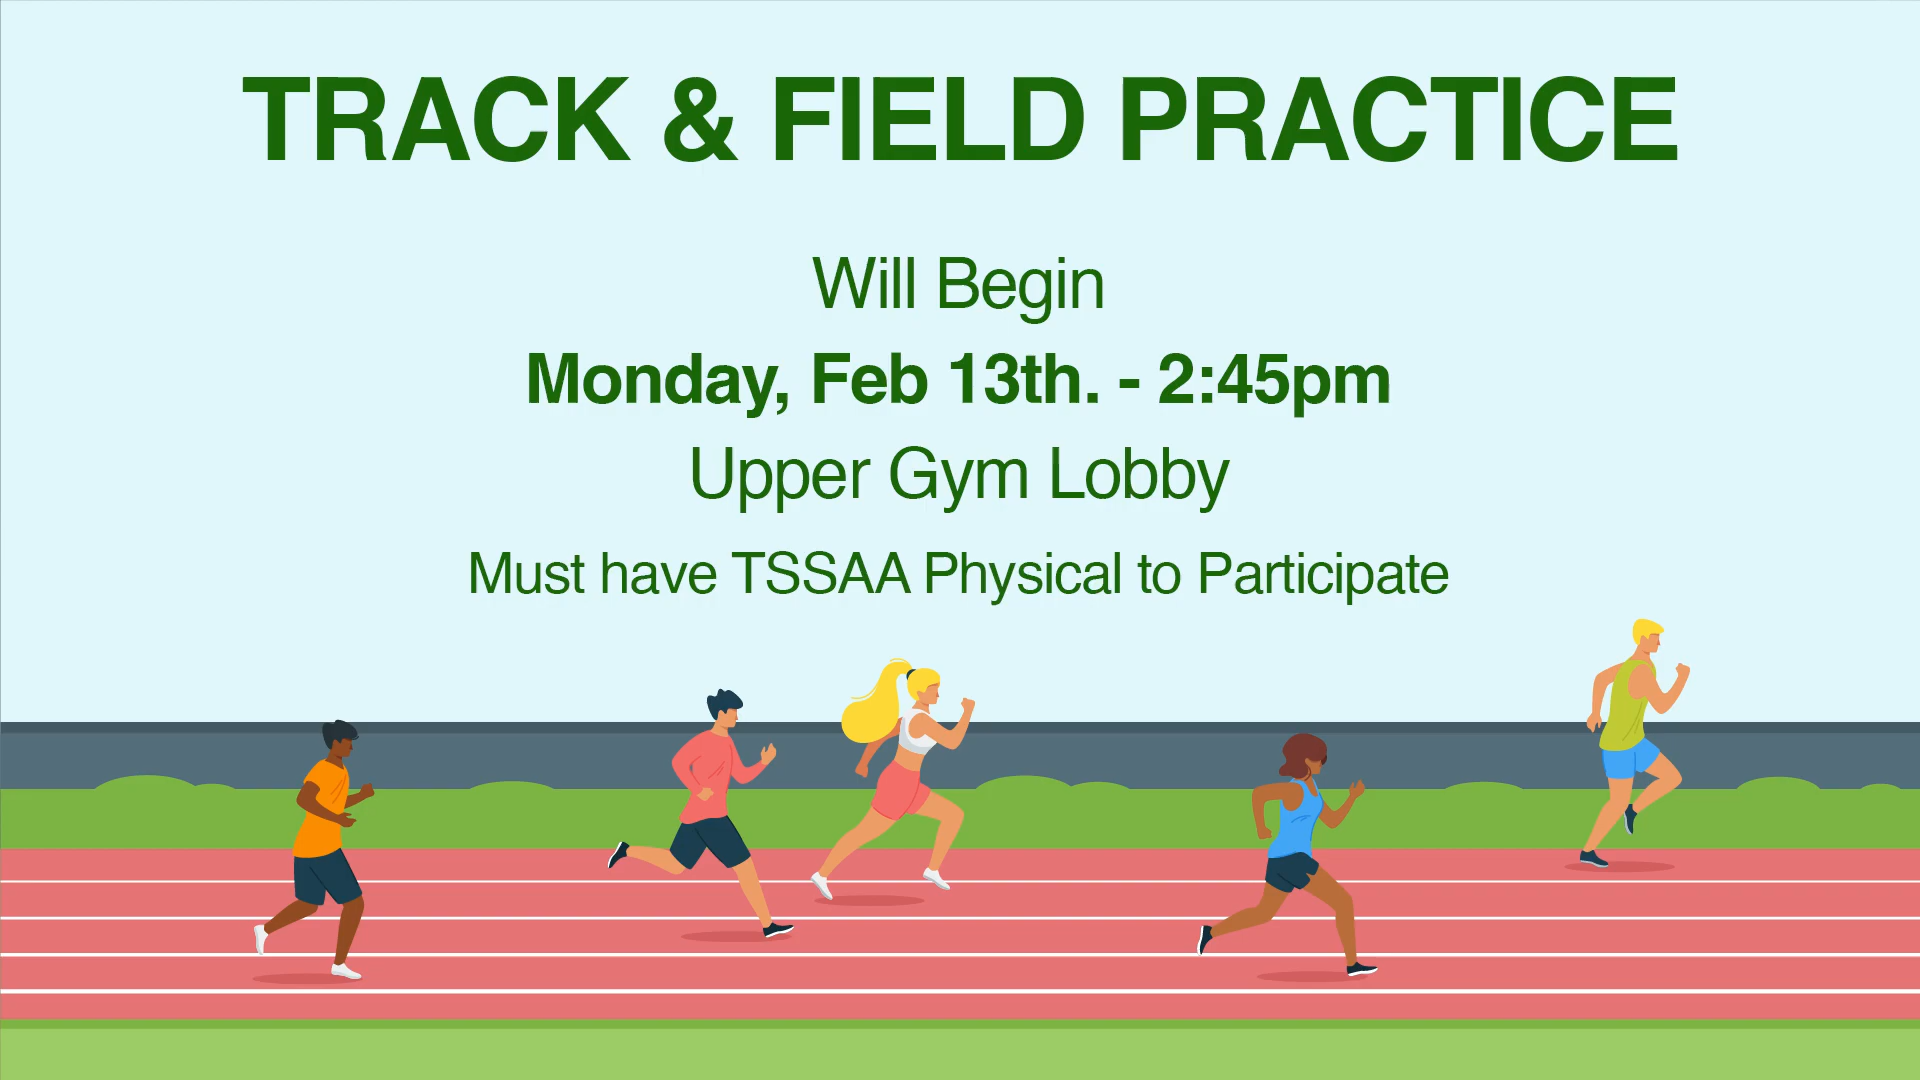 TRACK & FIELD PRACTICE
Will Begin
Monday, Feb 13th. - 2:45pm
Upper Gym Lobby
Must have TSSAA Physical to Participate